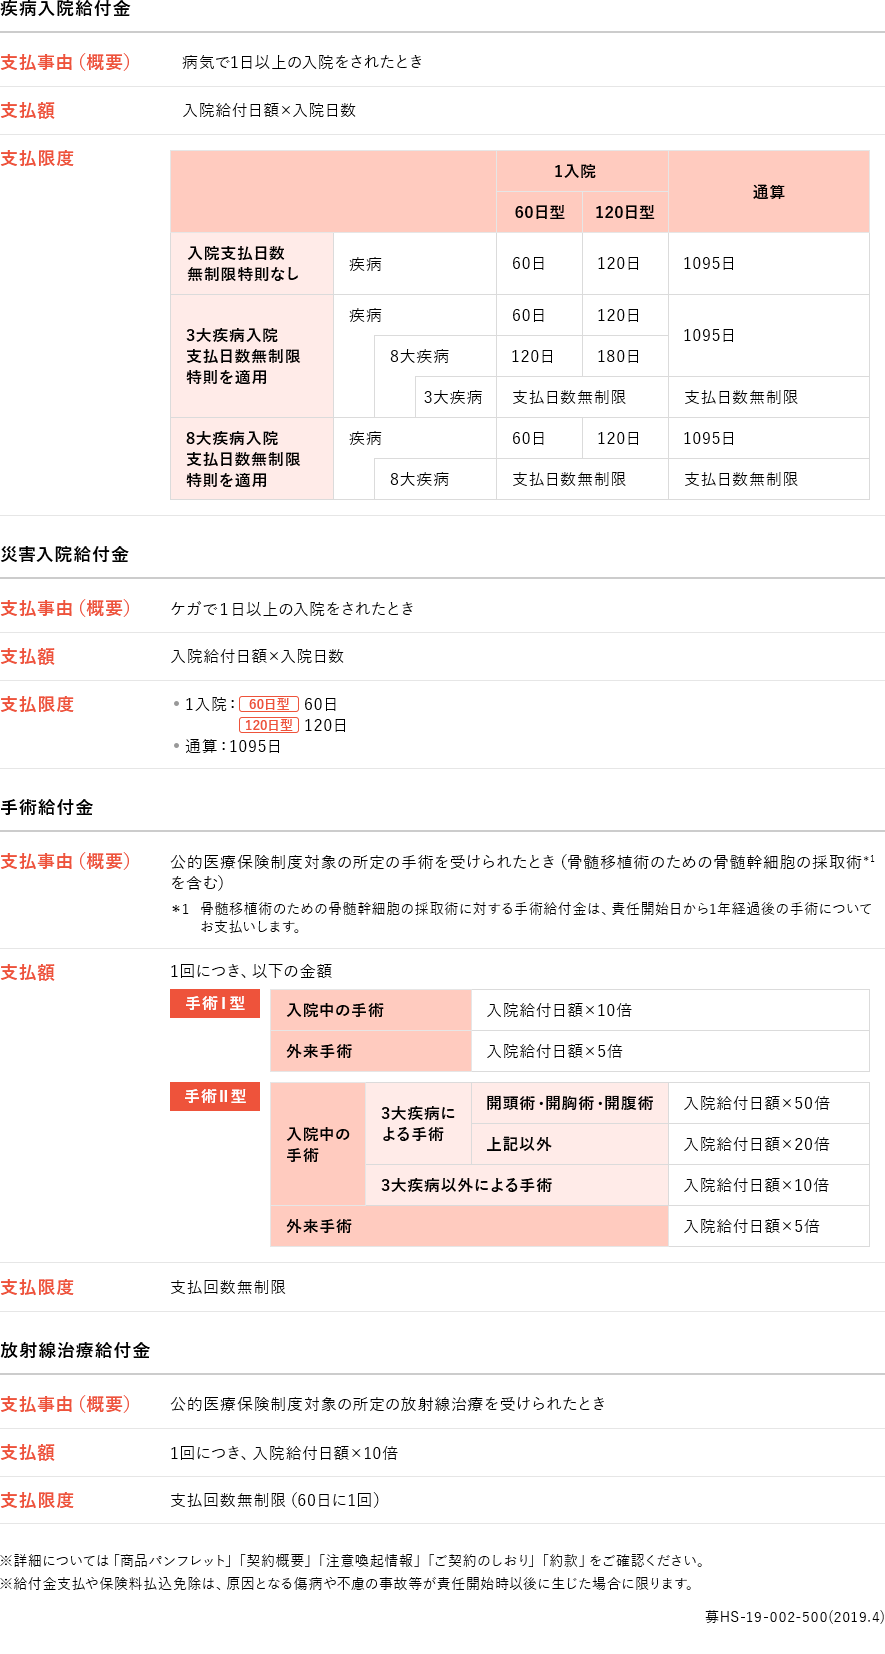 疾病入院給付金
支払事由（概要） 病気で1日以上の入院をされたとき
支払額 入院給付日額×入院日数
支払限度
1入院 通算
60日型 120日型
入院支払日数
無制限特則なし 疾病 60日 120日 1095日
3大疾病入院
支払日数無制限
特則を適用
疾病 60日 120日 1095日
8大疾病 120日 180日
3大疾病 支払日数無制限 支払日数無制限
8大疾病入院
支払日数無制限
特則を適用
疾病 60日 120日 1095日
8大疾病 支払日数無制限 支払日数無制限
災害入院給付金
支払事由（概要） ケガで1日以上の入院をされたとき
支払額 入院給付日額×入院日数
支払限度 •1入院：60日型 60日
120日型 120日
•通算：1095日
手術給付金
支払事由（概要） 公的医療保険制度対象の所定の手術を受けられたとき（骨髄移植術のための骨髄幹細胞の採取術*1
を含む）
＊1 骨髄移植術のための骨髄幹細胞の採取術に対する手術給付金は、責任開始日から1年経過後の手術について
お支払いします。
支払額 1回につき、以下の金額
手術I型 入院中の手術 入院給付日額×10倍
外来手術 入院給付日額×5倍
手術II型
入院中の
手術
3大疾病に
よる手術
開頭術・開胸術・開腹術 入院給付日額×50倍
上記以外 入院給付日額×20倍
3大疾病以外による手術 入院給付日額×10倍
外来手術 入院給付日額×5倍
支払限度 支払回数無制限
放射線治療給付金
支払事由（概要） 公的医療保険制度対象の所定の放射線治療を受けられたとき
支払額 1回につき、入院給付日額×10倍
支払限度 支払回数無制限（60日に1回）
※詳細については「商品パンフレット」「契約概要」「注意喚起情報」「ご契約のしおり」「約款」をご確認ください。
※給付金支払や保険料払込免除は、原因となる傷病や不慮の事故等が責任開始時以後に生じた場合に限ります。
募HS-19-002-500(2019.4)